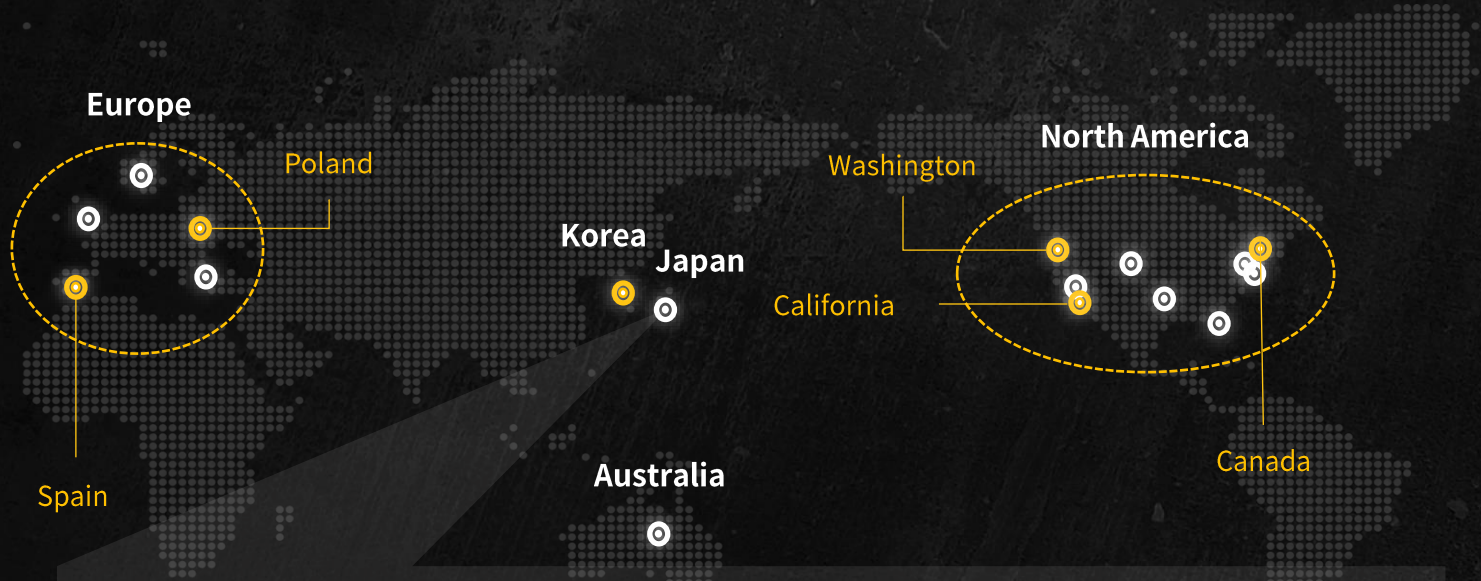 Europe
North America
Poland
Washington
Korea
Japan
California
Canada
Australia
Spain